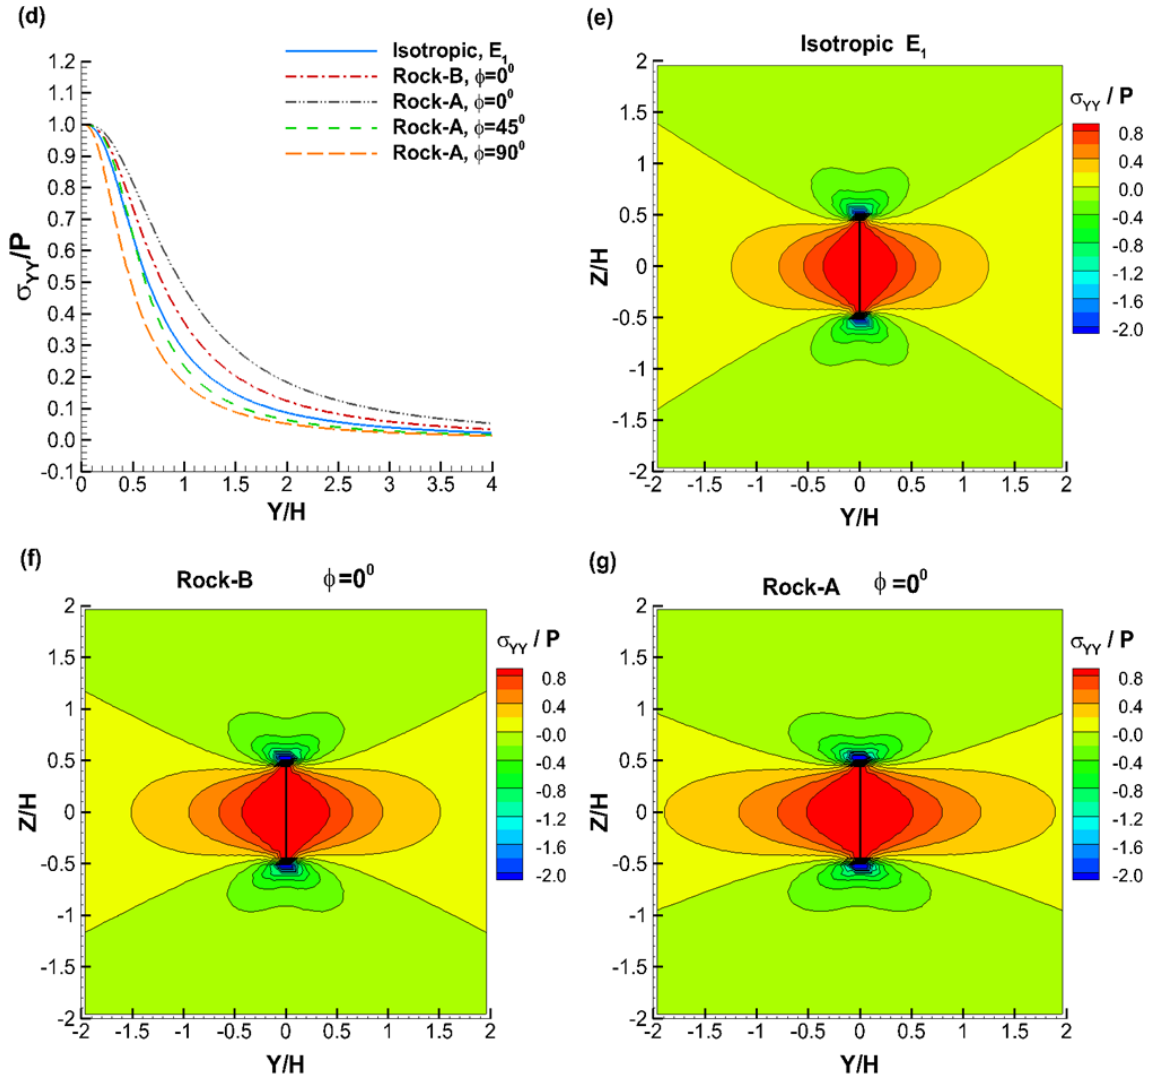 (d)
Isotropic, E₁
Rock-B, ϕ=0⁰
Rock-A, ϕ=0⁰
Rock-A, ϕ=45⁰
Rock-A, ϕ=90⁰
1.2
1.1
1.0
0.9
0.8
0.7
0.6
0.5
0.4
0.3
0.2
0.1
0.0
-0.1
σYY/P
0 0.5 1 1.5 2 2.5 3 3.5 4
Y/H
(e)
Isotropic E₁
2
1.5
1
0.5
0
-0.5
-1
-1.5
-2
Z/H
-2 -1.5 -1 -0.5 0 0.5 1 1.5 2
Y/H
σYY / P
0.8
0.4
0.0
-0.4
-0.8
-1.2
-1.6
-2.0
(f)
Rock-B ϕ=0⁰
2
1.5
1
0.5
0
-0.5
-1
-1.5
-2
Z/H
-2 -1.5 -1 -0.5 0 0.5 1 1.5 2
Y/H
σYY / P
0.8
0.4
-0.0
-0.4
-0.8
-1.2
-1.6
-2.0
(g)
Rock-A ϕ=0⁰
2
1.5
1
0.5
0
-0.5
-1
-1.5
-2
Z/H
-2 -1.5 -1 -0.5 0 0.5 1 1.5 2
Y/H
σYY / P
0.8
0.4
-0.0
-0.4
-0.8
-1.2
-1.6
-2.0